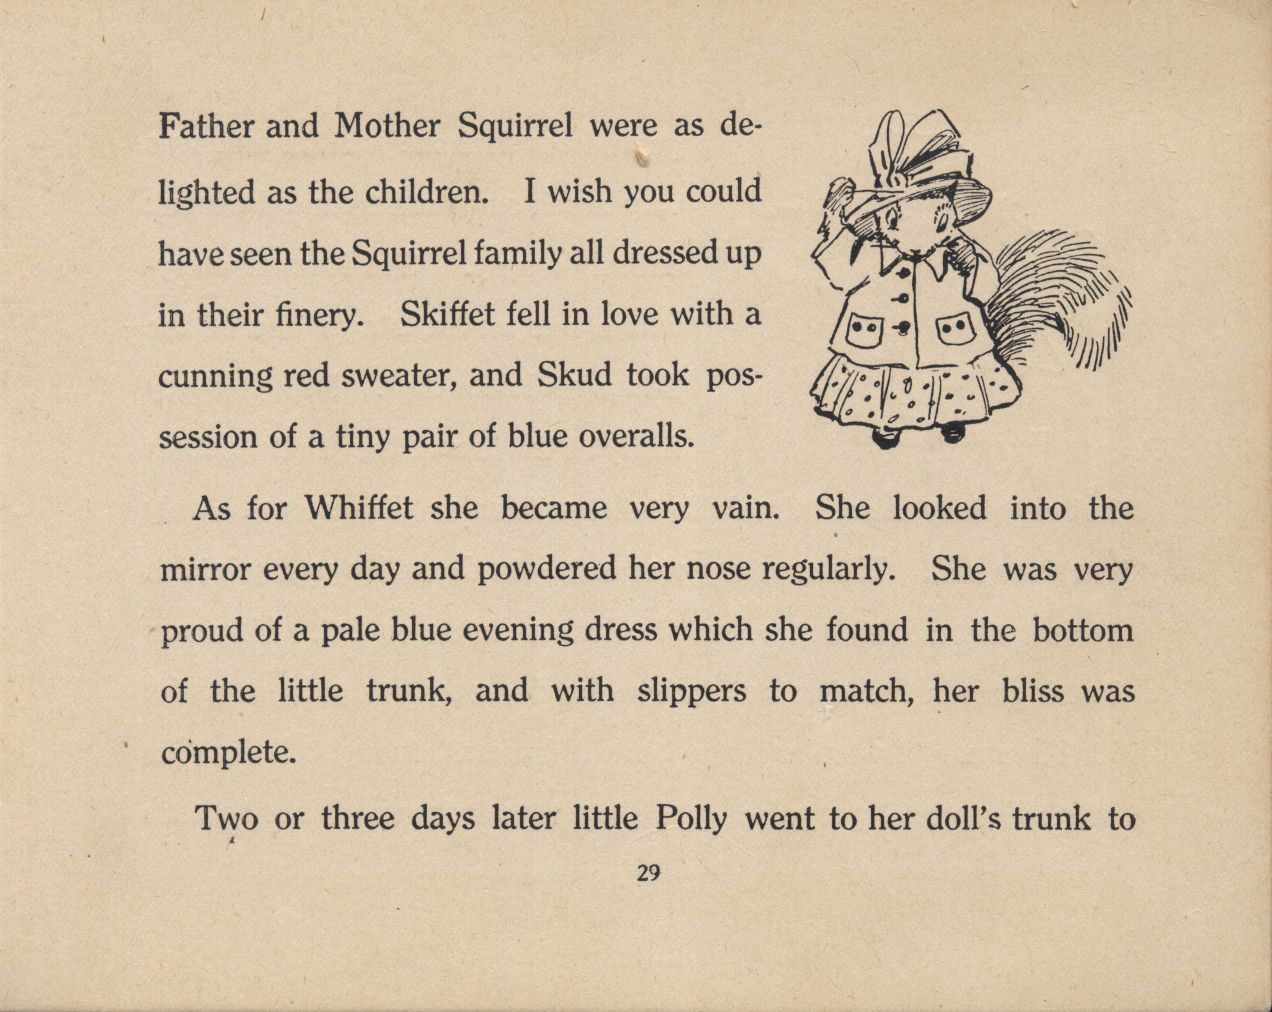 Father and Mother Squirrel were as de-
lighted as the children. I wish you could
have seen the Squirrel family all dressed up
in their finery. Skiffet fell in love with a
cunning red sweater, and Skud took pos-
session of a tiny pair of blue overalls.
As for Whiffet she became very vain. She looked into the
mirror every day and powdered her nose regularly. She was very
proud of a pale blue evening dress which she found in the bottom
of the little trunk, and with slippers to match, her bliss was
complete.
Two or three days later little Polly went to her doll's trunk to
29